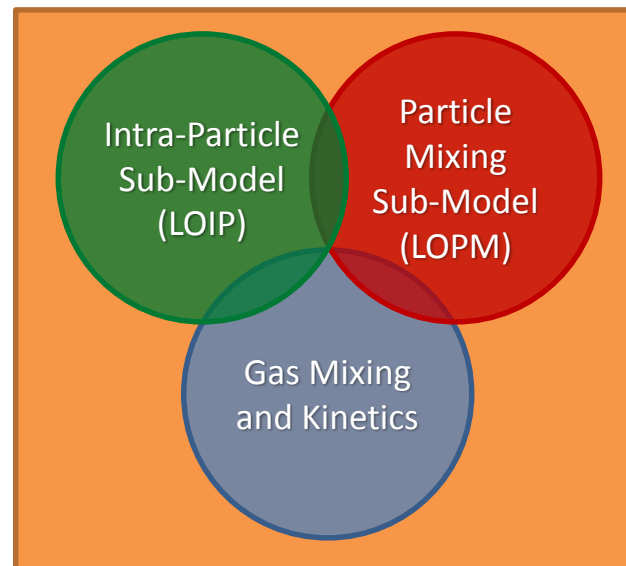 Intra-Particle
Sub-Model
(LOIP)
Particle
Mixing
Sub-Model
(LOPM)
Gas Mixing
and Kinetics